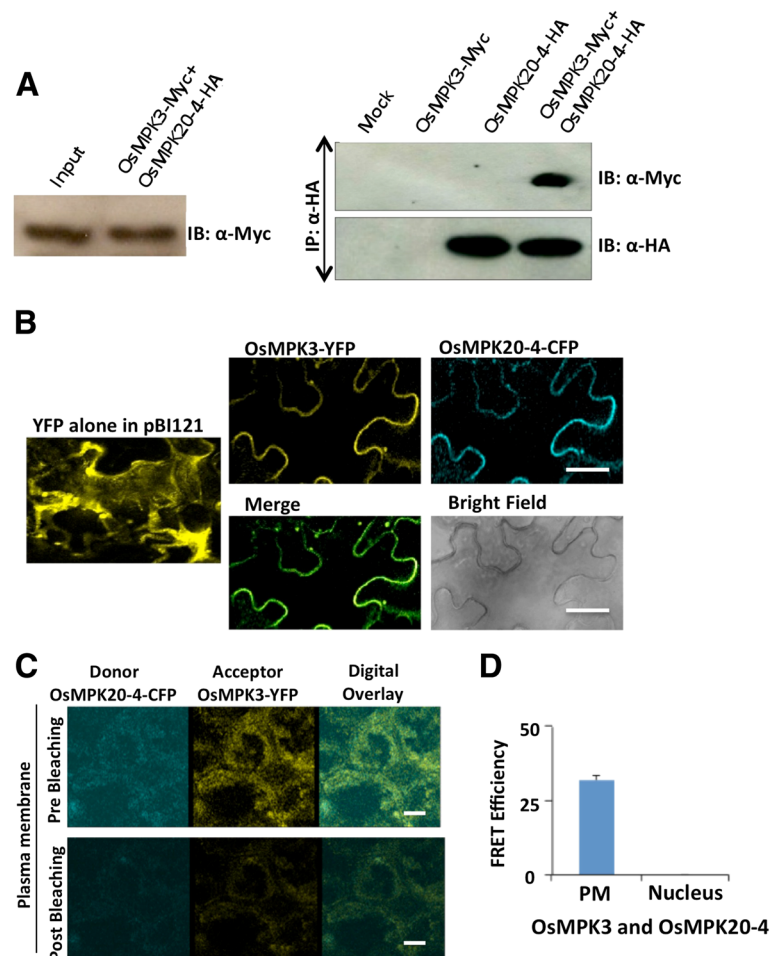 A
Input
OsMPK3-Myc+
OsMPK20-4-HA
IB: α-Myc
Mock
OsMPK3-Myc
OsMPK20-4-HA
OsMPK3-Myc+
OsMPK20-4-HA
IP: α-HA
IB: α-Myc
IB: α-HA
B
YFP alone in pBI121
OsMPK3-YFP
OsMPK20-4-CFP
Merge
Bright Field
C
Donor
OsMPK20-4-CFP
Acceptor
OsMPK3-YFP
Digital
Overlay
Plasma membrane
Pre Bleaching
Post Bleaching
D
FRET Efficiency
50
25
0
PM
Nucleus
OsMPK3 and OsMPK20-4